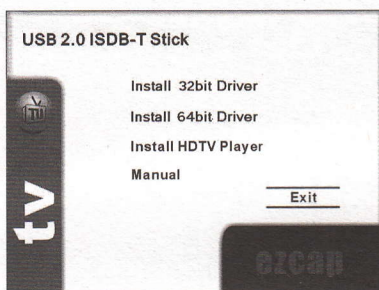 USB 2.0 ISDB-T Stick
Install 32bit Driver
Install 64bit Driver
Install HDTV Player
Manual
Exit
tv
ezcap